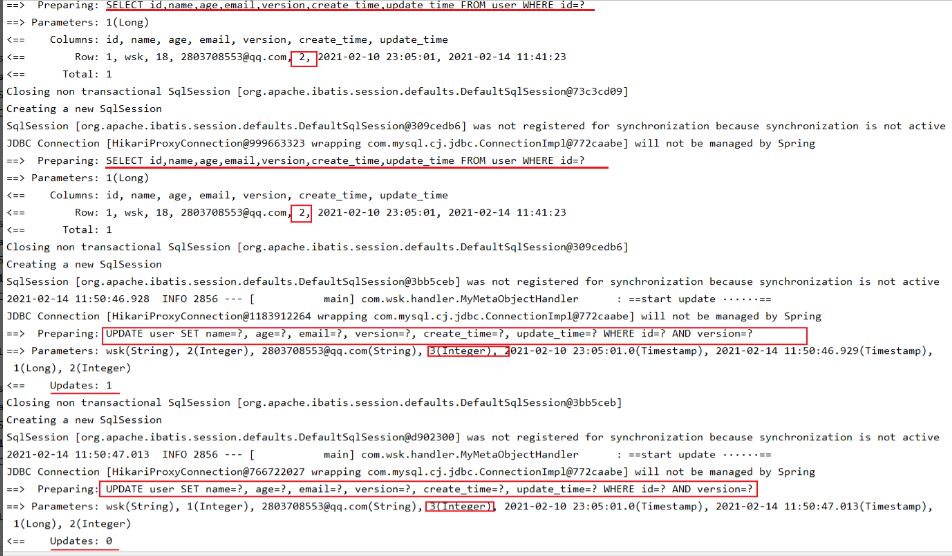 ==>  Preparing: SELECT id,name,age,email,version,create_time,update_time FROM user WHERE id=?
==> Parameters: 1(Long)
<==    Columns: id, name, age, email, version, create_time, update_time
<==        Row: 1, wsk, 18, 2803708553@qq.com, 2, 2021-02-10 23:05:01, 2021-02-14 11:41:23
<==      Total: 1
Closing non transactional SqlSession [org.apache.ibatis.session.defaults.DefaultSqlSession@73c3cd09]
Creating a new SqlSession
SqlSession [org.apache.ibatis.session.defaults.DefaultSqlSession@309cedb6] was not registered for synchronization because synchronization is not active
JDBC Connection [HikariProxyConnection@999663323 wrapping com.mysql.cj.jdbc.ConnectionImpl@772caabe] will not be managed by Spring
==>  Preparing: SELECT id,name,age,email,version,create_time,update_time FROM user WHERE id=?
==> Parameters: 1(Long)
<==    Columns: id, name, age, email, version, create_time, update_time
<==        Row: 1, wsk, 18, 2803708553@qq.com, 2, 2021-02-10 23:05:01, 2021-02-14 11:41:23
<==      Total: 1
Closing non transactional SqlSession [org.apache.ibatis.session.defaults.DefaultSqlSession@309cedb6]
Creating a new SqlSession
SqlSession [org.apache.ibatis.session.defaults.DefaultSqlSession@3bb5ceb] was not registered for synchronization because synchronization is not active
2021-02-14 11:50:46.928  INFO 2856 --- [           main] com.wsk.handler.MyMetaObjectHandler      : ==start update ······==
JDBC Connection [HikariProxyConnection@1183912264 wrapping com.mysql.cj.jdbc.ConnectionImpl@772caabe] will not be managed by Spring
==>  Preparing: UPDATE user SET name=?, age=?, email=?, version=?, create_time=?, update_time=? WHERE id=? AND version=?
==> Parameters: wsk(String), 2(Integer), 2803708553@qq.com(String), 3(Integer), 2021-02-10 23:05:01.0(Timestamp), 2021-02-14 11:50:46.929(Timestamp),
1(Long), 2(Integer)
<==    Updates: 1
Closing non transactional SqlSession [org.apache.ibatis.session.defaults.DefaultSqlSession@3bb5ceb]
Creating a new SqlSession
SqlSession [org.apache.ibatis.session.defaults.DefaultSqlSession@d902300] was not registered for synchronization because synchronization is not active
2021-02-14 11:50:47.013  INFO 2856 --- [           main] com.wsk.handler.MyMetaObjectHandler      : ==start update ······==
JDBC Connection [HikariProxyConnection@766722027 wrapping com.mysql.cj.jdbc.ConnectionImpl@772caabe] will not be managed by Spring
==>  Preparing: UPDATE user SET name=?, age=?, email=?, version=?, create_time=?, update_time=? WHERE id=? AND version=?
==> Parameters: wsk(String), 1(Integer), 2803708553@qq.com(String), 3(Integer), 2021-02-10 23:05:01.0(Timestamp), 2021-02-14 11:50:47.013(Timestamp),
1(Long), 2(Integer)
<==    Updates: 0